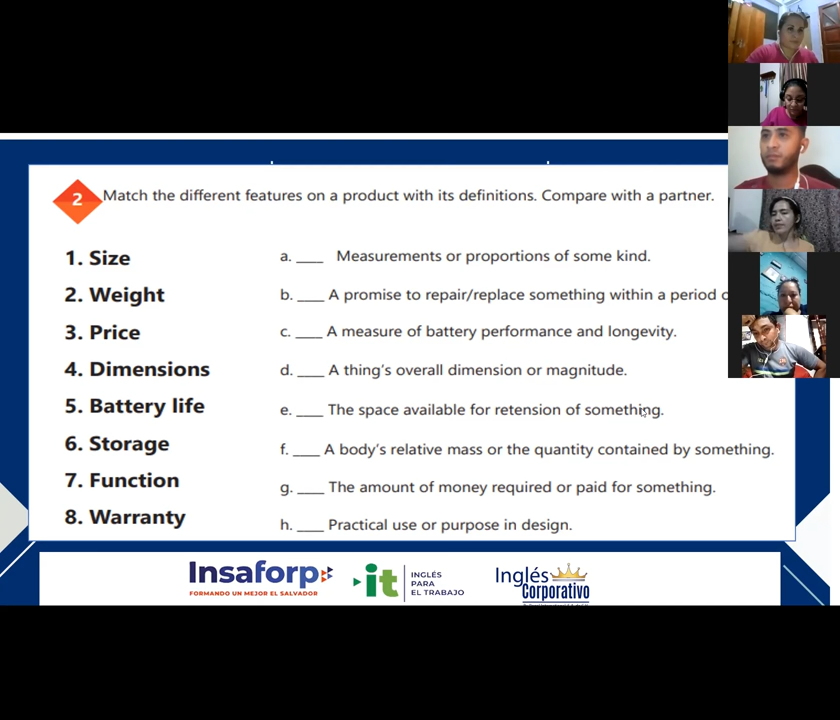 2 Match the different features on a product with its definitions. Compare with a partner.
1. Size
2. Weight
3. Price
4. Dimensions
5. Battery life
6. Storage
7. Function
8. Warranty
a. ____ Measurements or proportions of some kind.
b. ____ A promise to repair/replace something within a period
c. ____ A measure of battery performance and longevity.
d. ____ A thing's overall dimension or magnitude.
e. ____ The space available for retension of something.
f. ____ A body's relative mass or the quantity contained by something.
g. ____ The amount of money required or paid for something.
h. ____ Practical use or purpose in design.
Insaforp
FORMANDO UN MEJOR EL SALVADOR
it
INGLÉS
PARA
EL TRABAJO
Inglés
Corporativo